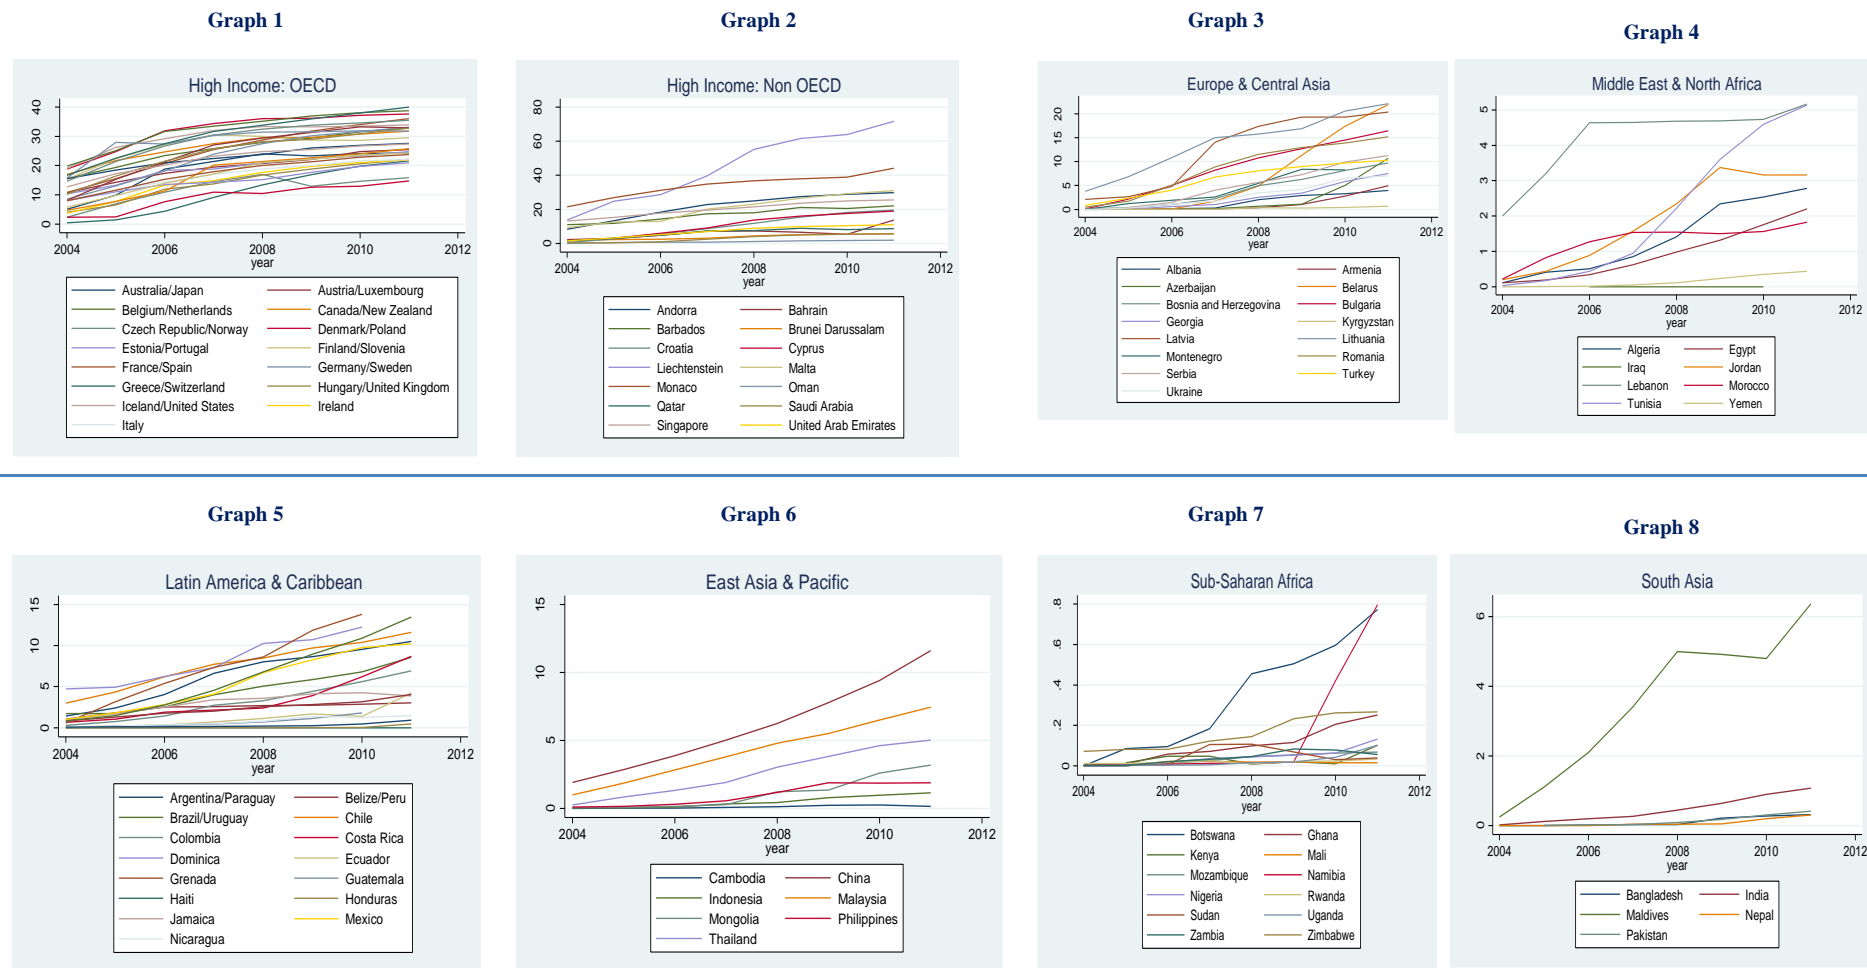 Graph 1
High Income: OECD
0 10 20 30 40
2004 2006 2008 2010 2012
year
Australia/Japan Austria/Luxembourg
Belgium/Netherlands Canada/New Zealand
Czech Republic/Norway Denmark/Poland
Estonia/Portugal Finland/Slovenia
France/Spain Germany/Sweden
Greece/Switzerland Hungary/United Kingdom
Iceland/United States Ireland
Italy
Graph 2
High Income: Non OECD
0 20 40 60 80
2004 2006 2008 2010 2012
year
Andorra Bahrain
Barbados Brunei Darussalam
Croatia Cyprus
Liechtenstein Malta
Monaco Oman
Qatar Saudi Arabia
Singapore United Arab Emirates
Graph 3
Europe & Central Asia
0 5 10 15 20
2004 2006 2008 2010 2012
year
Albania Armenia
Azerbaijan Belarus
Bosnia and Herzegovina Bulgaria
Georgia Kyrgyzstan
Latvia Lithuania
Montenegro Romania
Serbia Turkey
Ukraine
Graph 4
Middle East & North Africa
0 1 2 3 4 5
2004 2006 2008 2010 2012
year
Algeria Egypt
Iraq Jordan
Lebanon Morocco
Tunisia Yemen
Graph 5
Latin America & Caribbean
0 5 10 15
2004 2006 2008 2010 2012
year
Argentina/Paraguay Belize/Peru
Brazil/Uruguay Chile
Colombia Costa Rica
Dominica Ecuador
Grenada Guatemala
Haiti Honduras
Jamaica Mexico
Nicaragua
Graph 6
East Asia & Pacific
0 5 10 15
2004 2006 2008 2010 2012
year
Cambodia China
Indonesia Malaysia
Mongolia Philippines
Thailand
Graph 7
Sub-Saharan Africa
0 .2 .4 .6 .8
2004 2006 2008 2010 2012
year
Botswana Ghana
Kenya Mali
Mozambique Namibia
Nigeria Rwanda
Sudan Uganda
Zambia Zimbabwe
Graph 8
South Asia
0 2 4 6
2004 2006 2008 2010 2012
year
Bangladesh India
Maldives Nepal
Pakistan